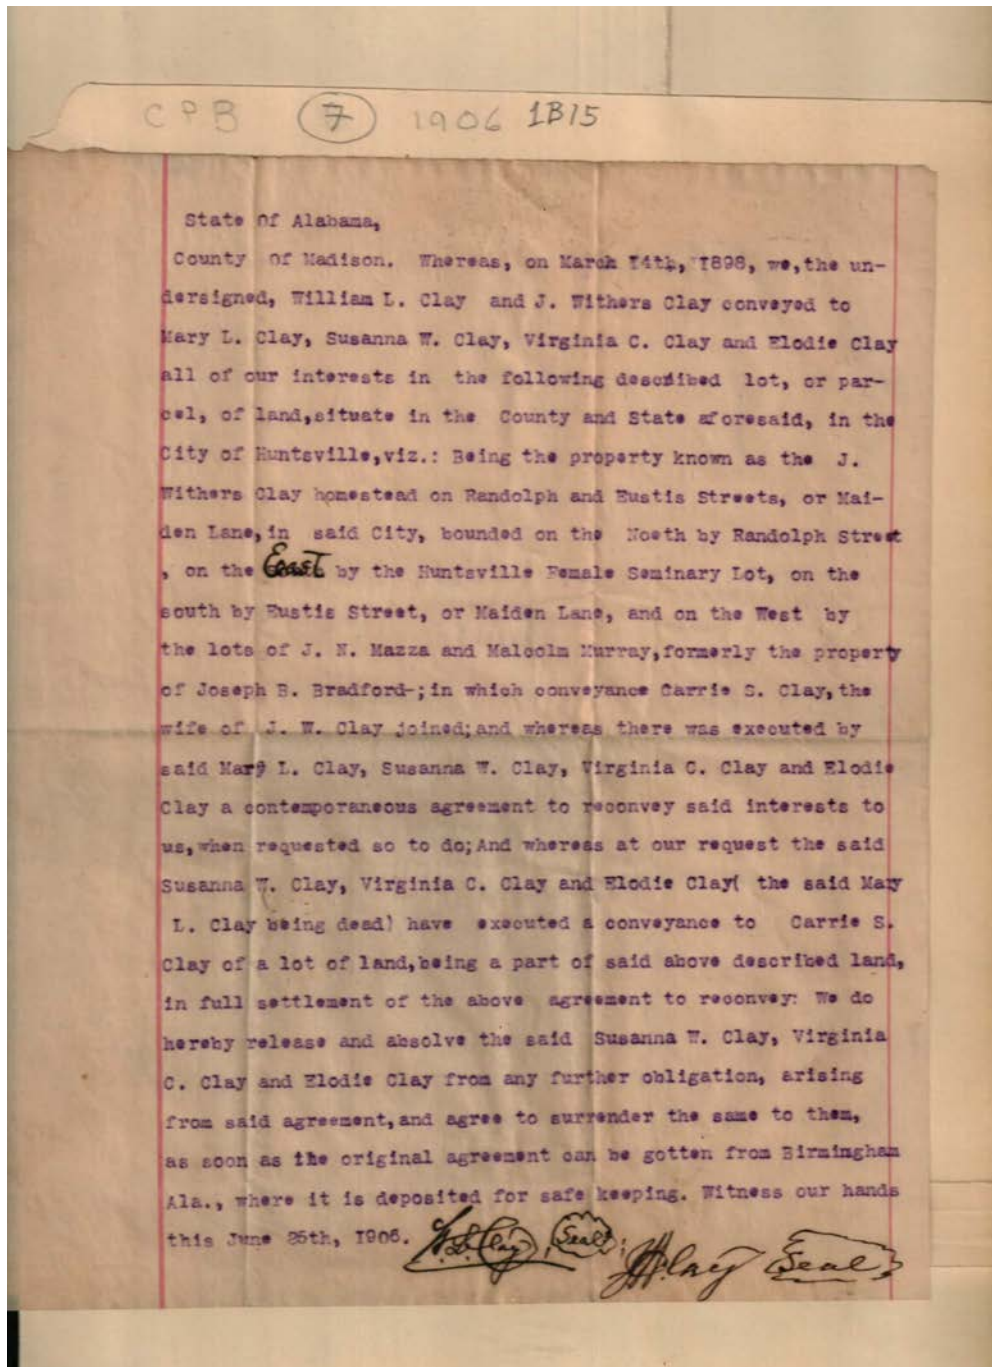 CPB 7 1906 1B15
State Of Alabama,
County of Madison. Whereas, on March 14th, 1898, we, the un-
dersigned, William L. Clay and J. Withers Clay conveyed to
Mary L. Clay, Susanna W. Clay, Virginia C. Clay and Elodie Clay
all of our interests in the following described lot, or par-
cel, of land,situate in the County and State aforesaid, in the
City of Huntsville,viz.: Being the property known as the J.
Withers Clay homestead on Randolph and Eustis Streets, or Mai-
den Lane, in said City, bounded on the North by Randolph Street
, on the East by the Huntsville Female Seminary Lot, on the
south by Eustis Street, or Maiden Lane, and on the West by
the lots of J. N. Mazza and Malcolm Murray,formerly the property
of Joseph B. Bradford-;in which conveyance Carrie S. Clay, the
wife of J. W. Clay joined;and whereas there was executed by
said Mary L. Clay, Susanna W. Clay, Virginia C. Clay and Elodie
Clay a contemporaneous agreement to reconvey said interests to
us,when requested so to do;And whereas at our request the said
Susanna W. Clay, Virginia C. Clay and Elodie Clay( the said Mary
L. Clay being dead) have executed a conveyance to Carrie S.
Clay of a lot of land,being a part of said above described land,
in full settlement of the above agreement to reconvey: We do
hereby release and absolve the said Susanna W. Clay, Virginia
C. Clay and Elodie Clay from any further obligation, arising
from said agreement,and agree to surrender the same to them,
as soon as the original agreement can be gotten from Birmingham
Ala., where it is deposited for safe keeping. Witness our hands
this June 25th, 1906. W. L. Clay, Seal;
JWClay Seal